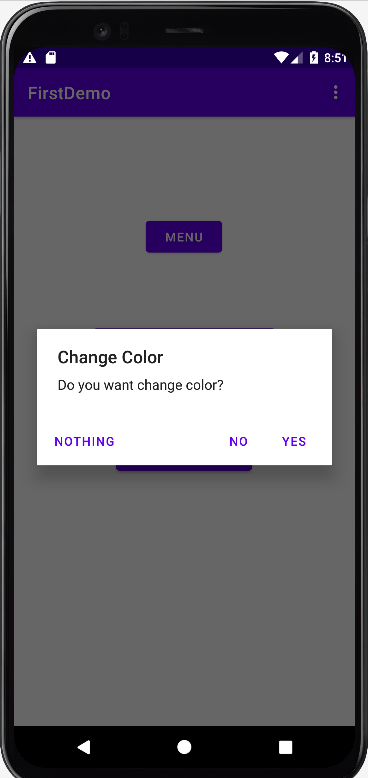 8:51
FirstDemo
MENU
Change Color
Do you want change color?
NOTHING NO YES